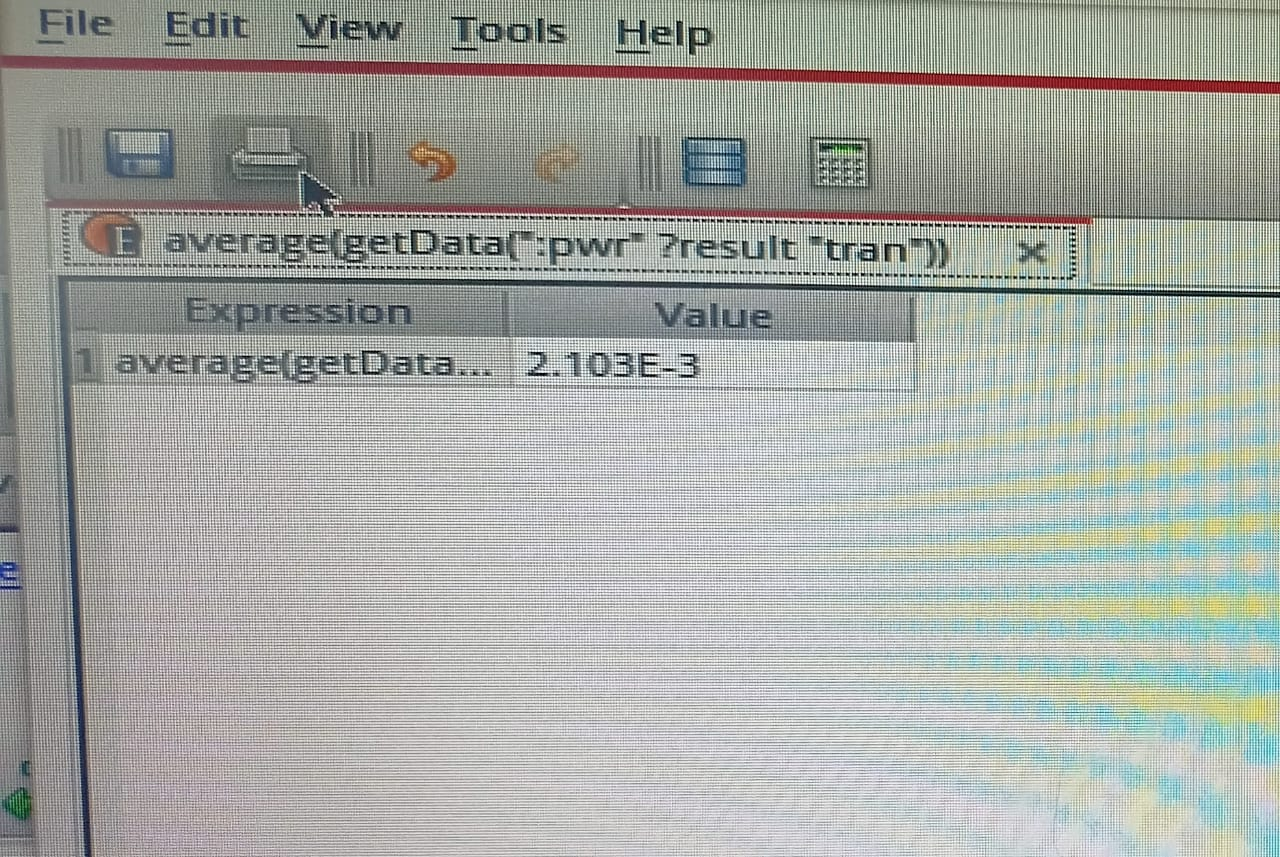 File Edit View Tools Help
average(getData(":pwr" ?result "tran"))
Expression Value
1 average(getData... 2.103E-3